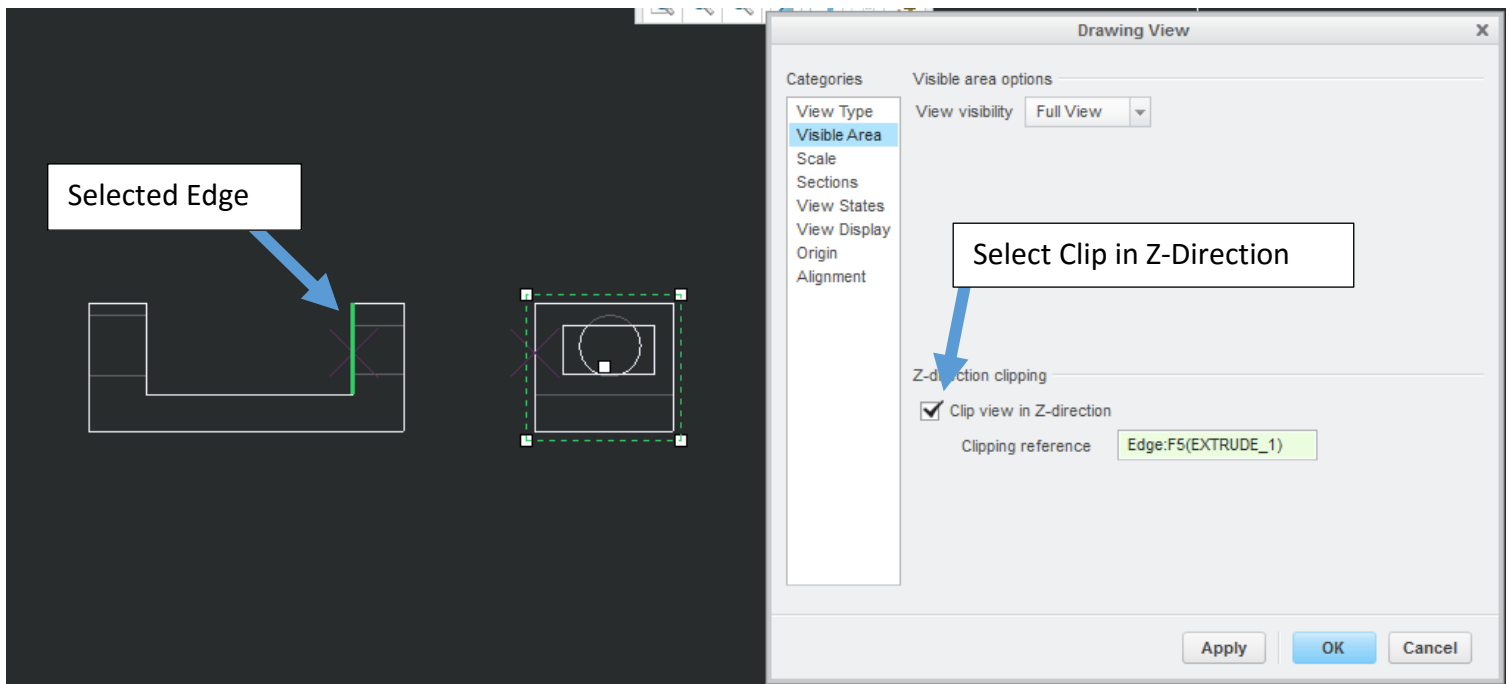 Drawing View
X
Categories
Visible area options
View Type
View visibility Full View
Visible Area
Scale
Sections
View States
View Display
Origin
Alignment
Selected Edge
Select Clip in Z-Direction
Z-direction clipping
Clip view in Z-direction
Clipping reference Edge:F5(EXTRUDE_1)
Apply OK Cancel